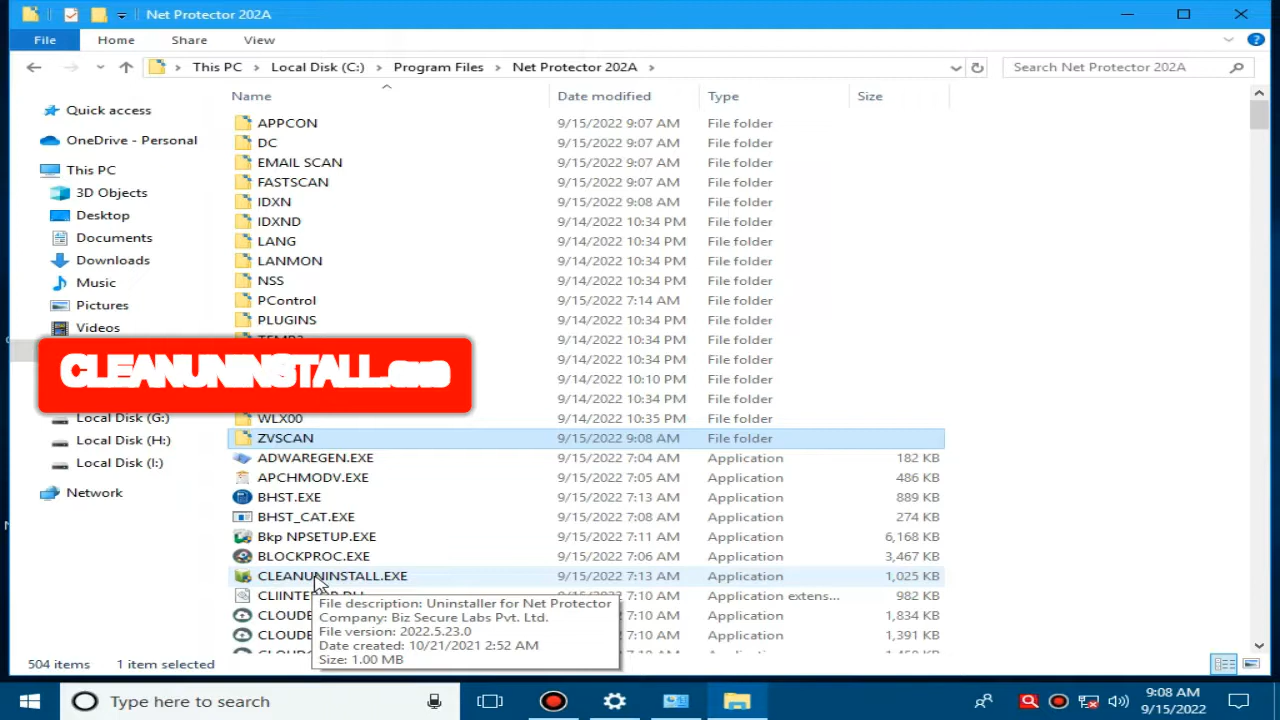 Net Protector 202A
File Home Share View
This PC Local Disk (C:) Program Files Net Protector 202A
Search Net Protector 202A
Name Date modified Type Size
Quick access
OneDrive - Personal
This PC
3D Objects
Desktop
Documents
Downloads
Music
Pictures
Videos
Local Disk (G:)
Local Disk (H:)
Local Disk (I:)
Network
APPCON 9/15/2022 9:07 AM File folder
DC 9/15/2022 9:07 AM File folder
EMAIL SCAN 9/15/2022 9:07 AM File folder
FASTSCAN 9/15/2022 9:07 AM File folder
IDXN 9/15/2022 9:08 AM File folder
IDXND 9/14/2022 10:34 PM File folder
LANG 9/14/2022 10:34 PM File folder
LANMON 9/14/2022 10:34 PM File folder
NSS 9/14/2022 10:34 PM File folder
PControl 9/15/2022 7:14 AM File folder
PLUGINS 9/14/2022 10:34 PM File folder
9/14/2022 10:34 PM File folder
CLEANUNINSTALL.exe
9/14/2022 10:34 PM File folder
9/14/2022 10:10 PM File folder
9/14/2022 10:34 PM File folder
WLX00 9/14/2022 10:35 PM File folder
ZVSCAN 9/15/2022 9:08 AM File folder
ADWAREGEN.EXE 9/15/2022 7:04 AM Application 182 KB
APCHMODV.EXE 9/15/2022 7:05 AM Application 486 KB
BHST.EXE 9/15/2022 7:13 AM Application 889 KB
BHST_CAT.EXE 9/15/2022 7:08 AM Application 274 KB
Bkp NPSETUP.EXE 9/15/2022 7:11 AM Application 6,168 KB
BLOCKPROC.EXE 9/15/2022 7:06 AM Application 3,467 KB
CLEANUNINSTALL.EXE 9/15/2022 7:13 AM Application 1,025 KB
9/15/2022 7:10 AM Application extens... 982 KB
7:10 AM Application 1,834 KB
7:10 AM Application 1,391 KB
File description: Uninstaller for Net Protector
Company: Biz Secure Labs Pvt. Ltd.
File version: 2022.5.23.0
Date created: 10/21/2021 2:52 AM
Size: 1.00 MB
504 items 1 item selected
Type here to search
9:08 AM
9/15/2022